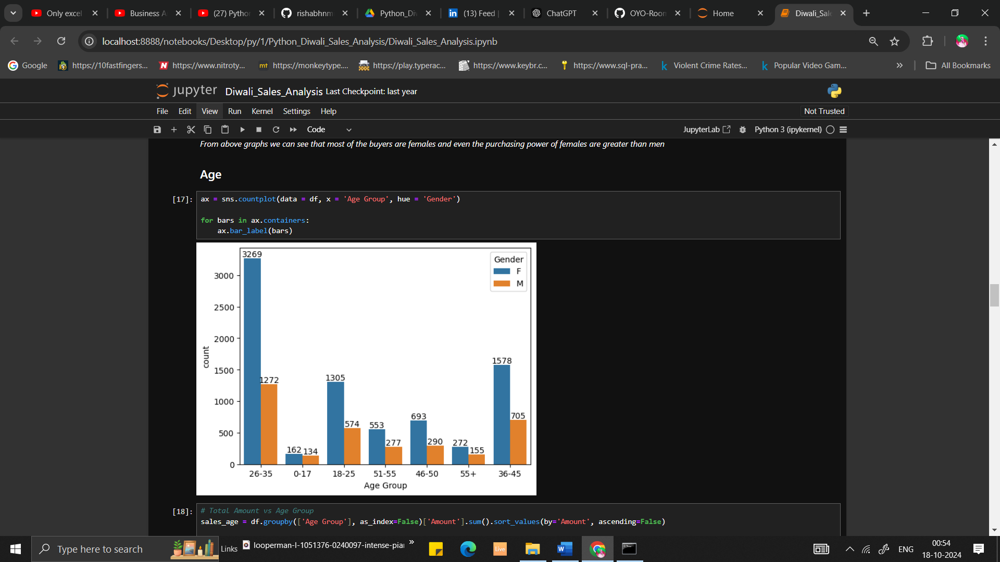 Only excel
Business A
(27) Pytho
rishabhnm
Python_Di
(13) Feed |
ChatGPT
OYO-Roon
Home
Diwali_Sale
localhost:8888/notebooks/Desktop/py/1/Python_Diwali_Sales_Analysis/Diwali_Sales_Analysis.ipynb
Google
https://10fastfingers...
https://www.nitroty...
mt https://monkeytype....
https://play.typerac...
https://www.keybr.c...
https://www.sql-pra...
k Violent Crime Rates...
k Popular Video Gam...
All Bookmarks
jupyter Diwali_Sales_Analysis Last Checkpoint: last year
File Edit View Run Kernel Settings Help
Not Trusted
Code
JupyterLab
Python 3 (ipykernel)
From above graphs we can see that most of the buyers are females and even the purchasing power of females are greater than men
Age
[17]: ax = sns.countplot(data = df, x = 'Age Group', hue = 'Gender')
for bars in ax.containers:
    ax.bar_label(bars)
Gender
F
M
count
3000
2500
2000
1500
1000
500
0
3269
1272
162 134
1305
574
553
277
693
290
272
155
1578
705
26-35 0-17 18-25 51-55 46-50 55+ 36-45
Age Group
[18]: # Total Amount vs Age Group
sales_age = df.groupby(['Age Group'], as_index=False)['Amount'].sum().sort_values(by='Amount', ascending=False)
Type here to search
Links
looperman-l-1051376-0240097-intense-piar
Live
ENG
00:54
18-10-2024